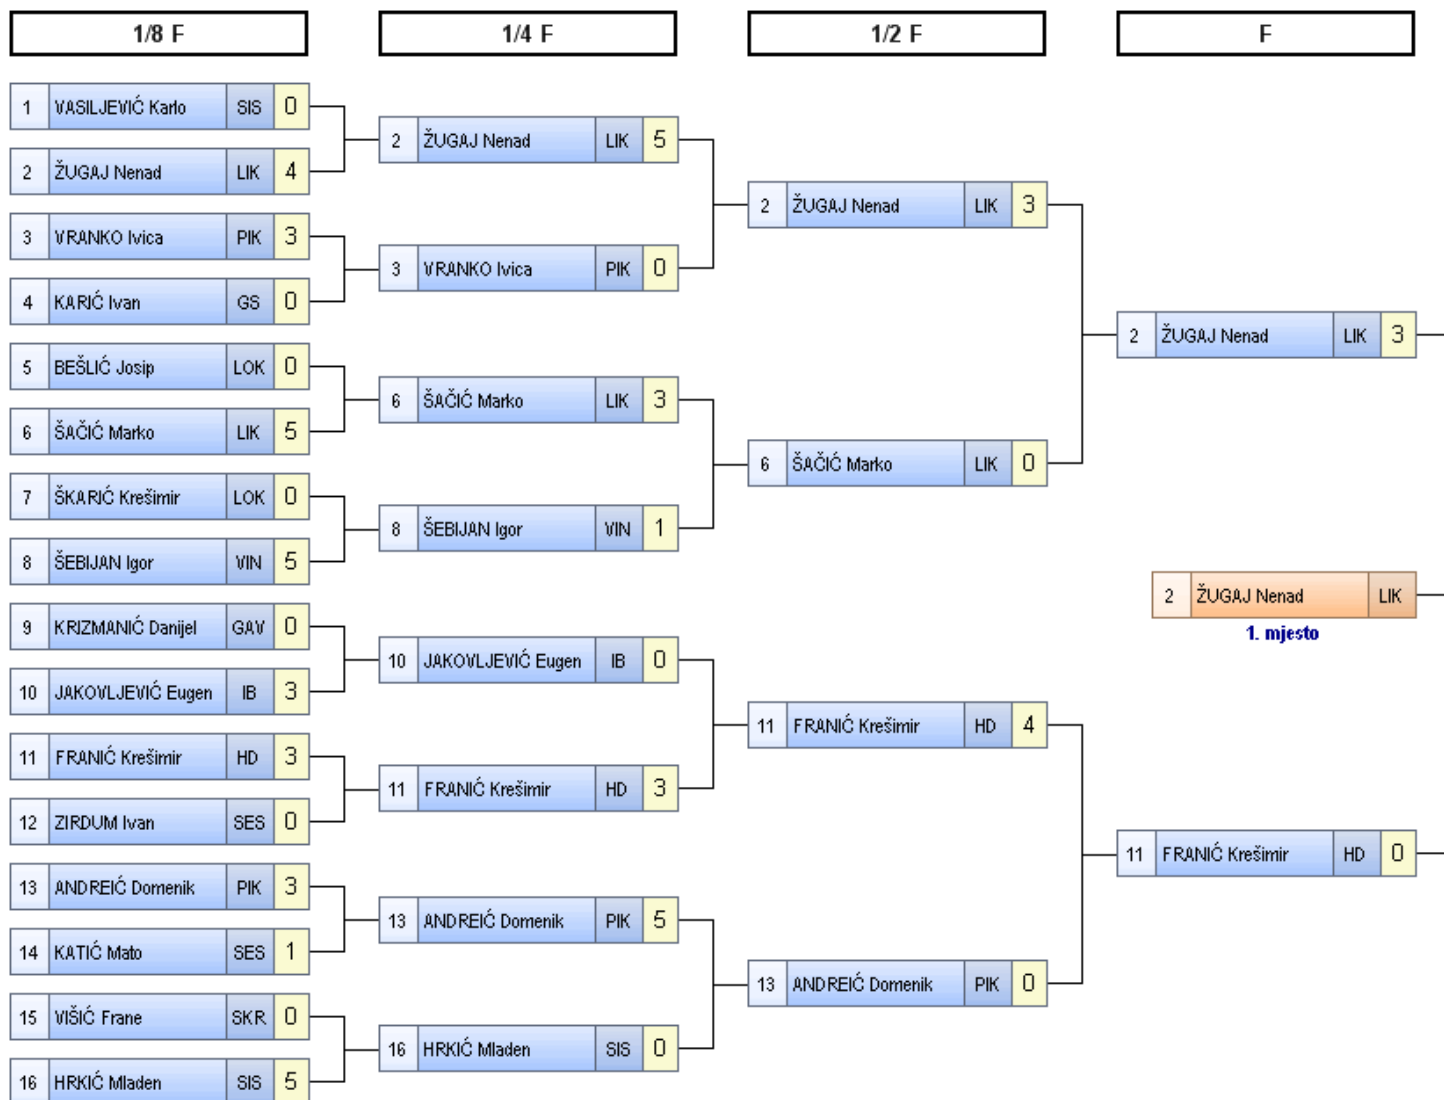 1/8 F
1/4 F
1/2 F
F
1 VASILJEVIĆ Karlo SIS 0
2 ŽUGAJ Nenad LIK 4
3 VRANKO Ivica PIK 3
4 KARIĆ Ivan GS 0
5 BEŠLIĆ Josip LOK 0
6 ŠAČIĆ Marko LIK 5
7 ŠKARIĆ Krešimir LOK 0
8 ŠEBIJAN Igor VIN 5
9 KRIZMANIĆ Danijel GAV 0
10 JAKOVLJEVIĆ Eugen IB 3
11 FRANIĆ Krešimir HD 3
12 ZIRDUM Ivan SES 0
13 ANDREIĆ Domenik PIK 3
14 KATIĆ Mato SES 1
15 VIŠIĆ Frane SKR 0
16 HRKIĆ Mladen SIS 5
2 ŽUGAJ Nenad LIK 5
3 VRANKO Ivica PIK 0
6 ŠAČIĆ Marko LIK 3
8 ŠEBIJAN Igor VIN 1
10 JAKOVLJEVIĆ Eugen IB 0
11 FRANIĆ Krešimir HD 3
13 ANDREIĆ Domenik PIK 5
16 HRKIĆ Mladen SIS 0
2 ŽUGAJ Nenad LIK 3
6 ŠAČIĆ Marko LIK 0
11 FRANIĆ Krešimir HD 4
13 ANDREIĆ Domenik PIK 0
2 ŽUGAJ Nenad LIK 3
2 ŽUGAJ Nenad LIK
1. mjesto
11 FRANIĆ Krešimir HD 0